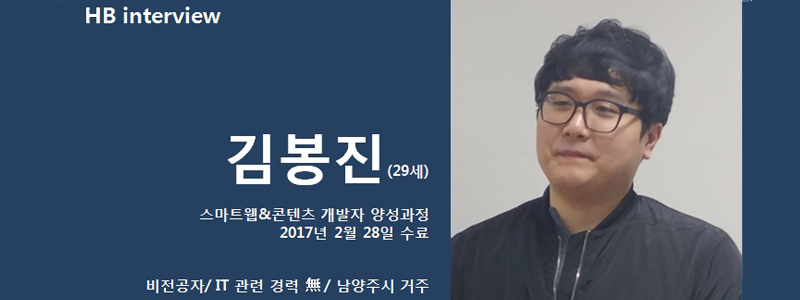 HB interview
김봉진(29세)
스마트웹&콘텐츠 개발자 양성과정
2017년 2월 28일 수료
비전공자/ IT 관련 경력 無/ 남양주시 거주